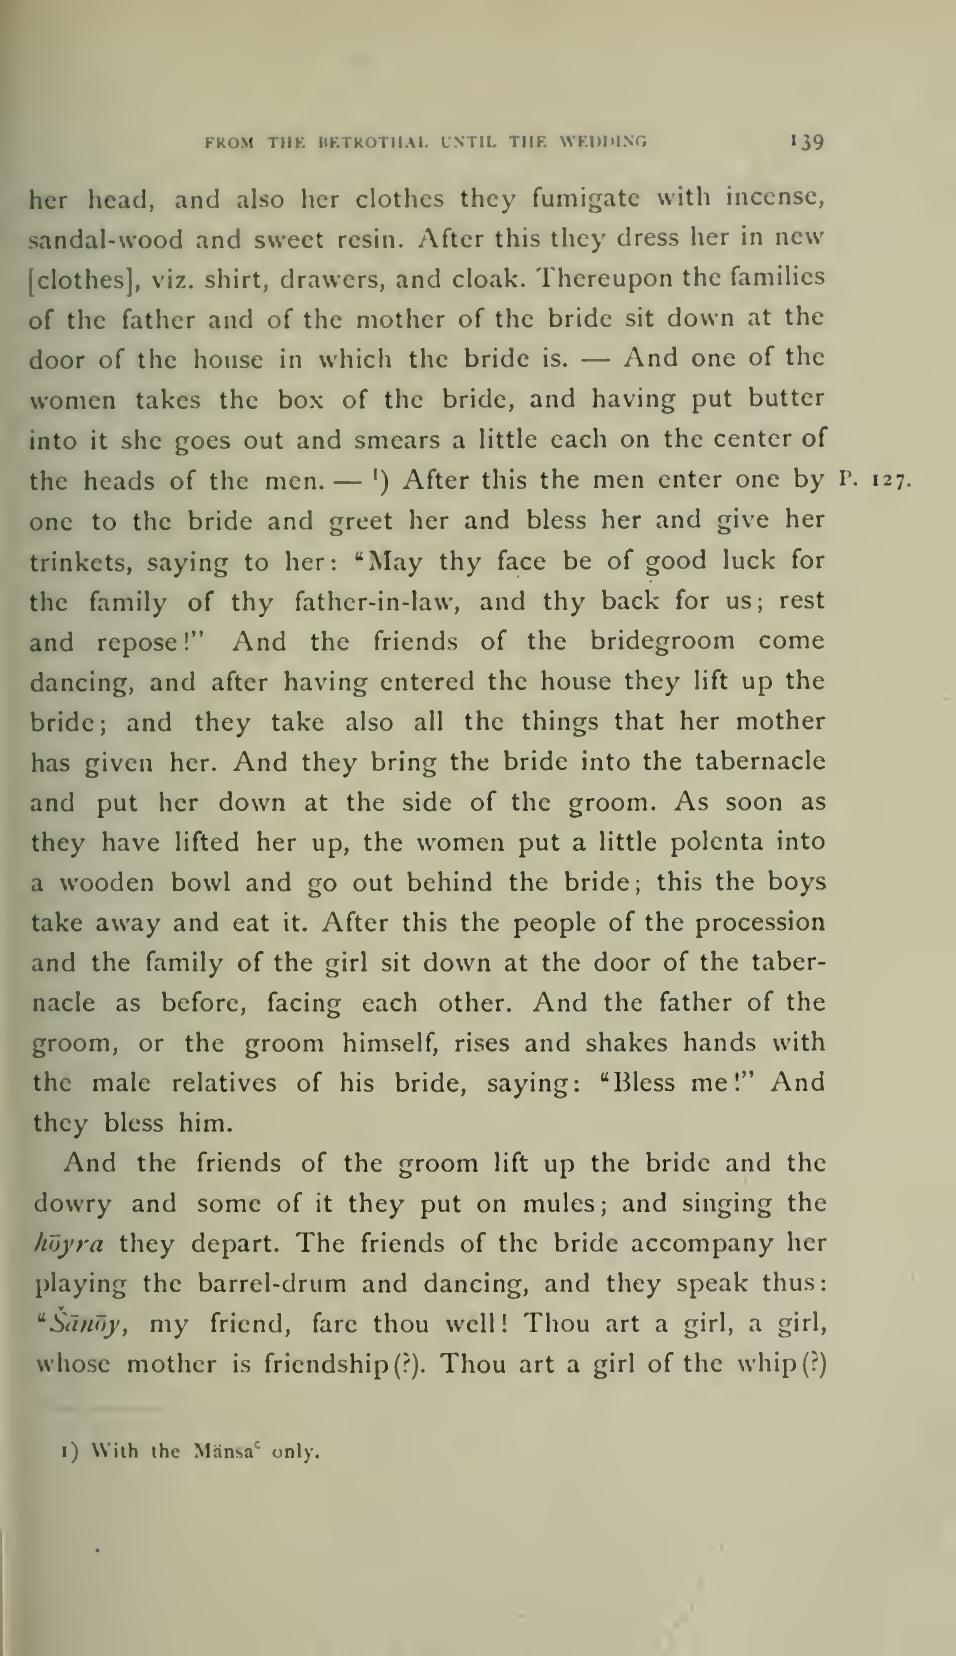 FROM THE BETROTHAL UNTIL THE WEDDING 139
her head, and also her clothes they fumigate with incense,
sandal-wood and sweet resin. After this they dress her in new
[clothes], viz. shirt, drawers, and cloak. Thereupon the families
of the father and of the mother of the bride sit down at the
door of the house in which the bride is. — And one of the
women takes the box of the bride, and having put butter
into it she goes out and smears a little each on the center of
the heads of the men. — ¹) After this the men enter one by P. 127.
one to the bride and greet her and bless her and give her
trinkets, saying to her: “May thy face be of good luck for
the family of thy father-in-law, and thy back for us; rest
and repose!” And the friends of the bridegroom come
dancing, and after having entered the house they lift up the
bride; and they take also all the things that her mother
has given her. And they bring the bride into the tabernacle
and put her down at the side of the groom. As soon as
they have lifted her up, the women put a little polenta into
a wooden bowl and go out behind the bride; this the boys
take away and eat it. After this the people of the procession
and the family of the girl sit down at the door of the taber-
nacle as before, facing each other. And the father of the
groom, or the groom himself, rises and shakes hands with
the male relatives of his bride, saying: “Bless me!” And
they bless him.
And the friends of the groom lift up the bride and the
dowry and some of it they put on mules; and singing the
hōyra they depart. The friends of the bride accompany her
playing the barrel-drum and dancing, and they speak thus:
“Šānōy, my friend, fare thou well! Thou art a girl, a girl,
whose mother is friendship(?). Thou art a girl of the whip(?)
1) With the Mänsaᶜ only.